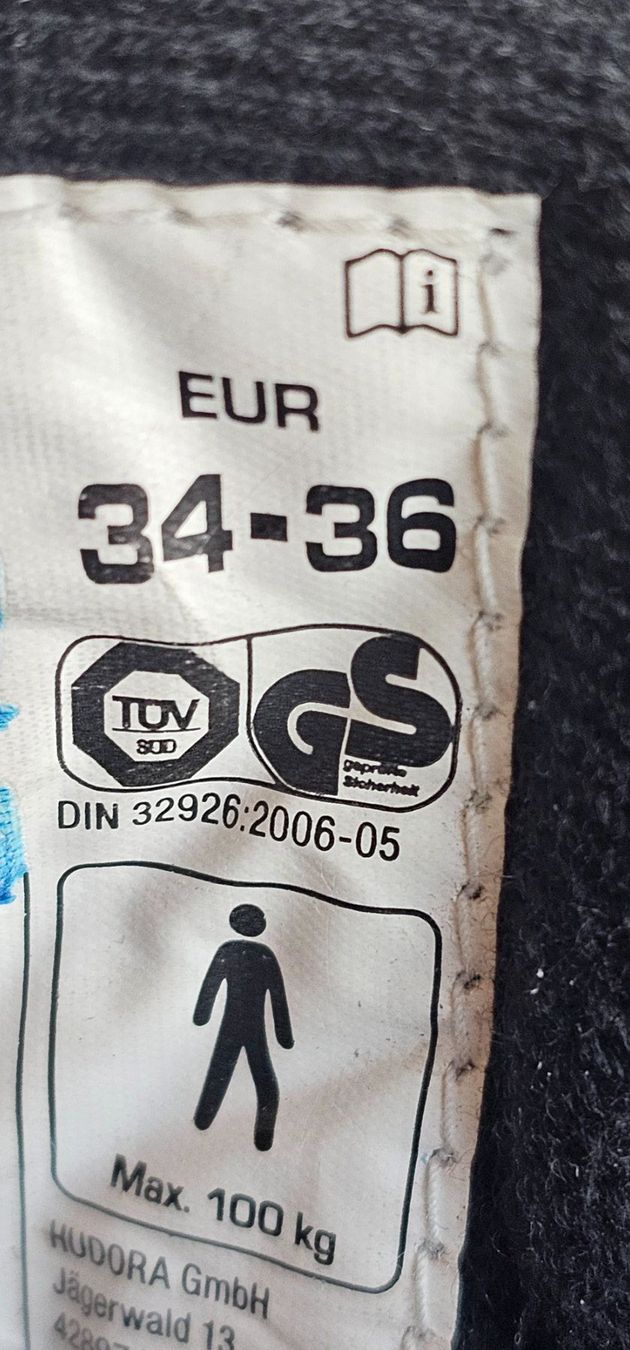 i
EUR
34-36
TÜV
SÜD
GS
geprüfte
Sicherheit
DIN 32926:2006-05
Max. 100 kg
HUDORA GmbH
Jägerwald 13